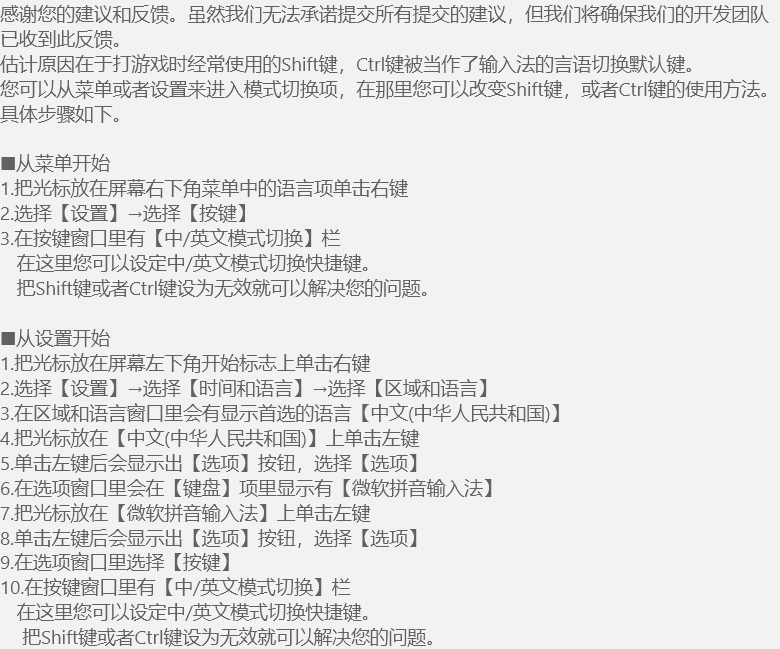 感谢您的建议和反馈。虽然我们无法承诺提交所有提交的建议，但我们将确保我们的开发团队
已收到此反馈。
估计原因在于打游戏时经常使用的Shift键，Ctrl键被当作了输入法的言语切换默认键。
您可以从菜单或者设置来进入模式切换项，在那里您可以改变Shift键，或者Ctrl键的使用方法。
具体步骤如下。
■从菜单开始
1.把光标放在屏幕右下角菜单中的语言项单击右键
2.选择【设置】→选择【按键】
3.在按键窗口里有【中/英文模式切换】栏
在这里您可以设定中/英文模式切换快捷键。
把Shift键或者Ctrl键设为无效就可以解决您的问题。
■从设置开始
1.把光标放在屏幕左下角开始标志上单击右键
2.选择【设置】→选择【时间和语言】→选择【区域和语言】
3.在区域和语言窗口里会有显示首选的语言【中文(中华人民共和国)】
4.把光标放在【中文(中华人民共和国)】上单击左键
5.单击左键后会显示出【选项】按钮，选择【选项】
6.在选项窗口里会在【键盘】项里显示有【微软拼音输入法】
7.把光标放在【微软拼音输入法】上单击左键
8.单击左键后会显示出【选项】按钮，选择【选项】
9.在选项窗口里选择【按键】
10.在按键窗口里有【中/英文模式切换】栏
在这里您可以设定中/英文模式切换快捷键。
把Shift键或者Ctrl键设为无效就可以解决您的问题。